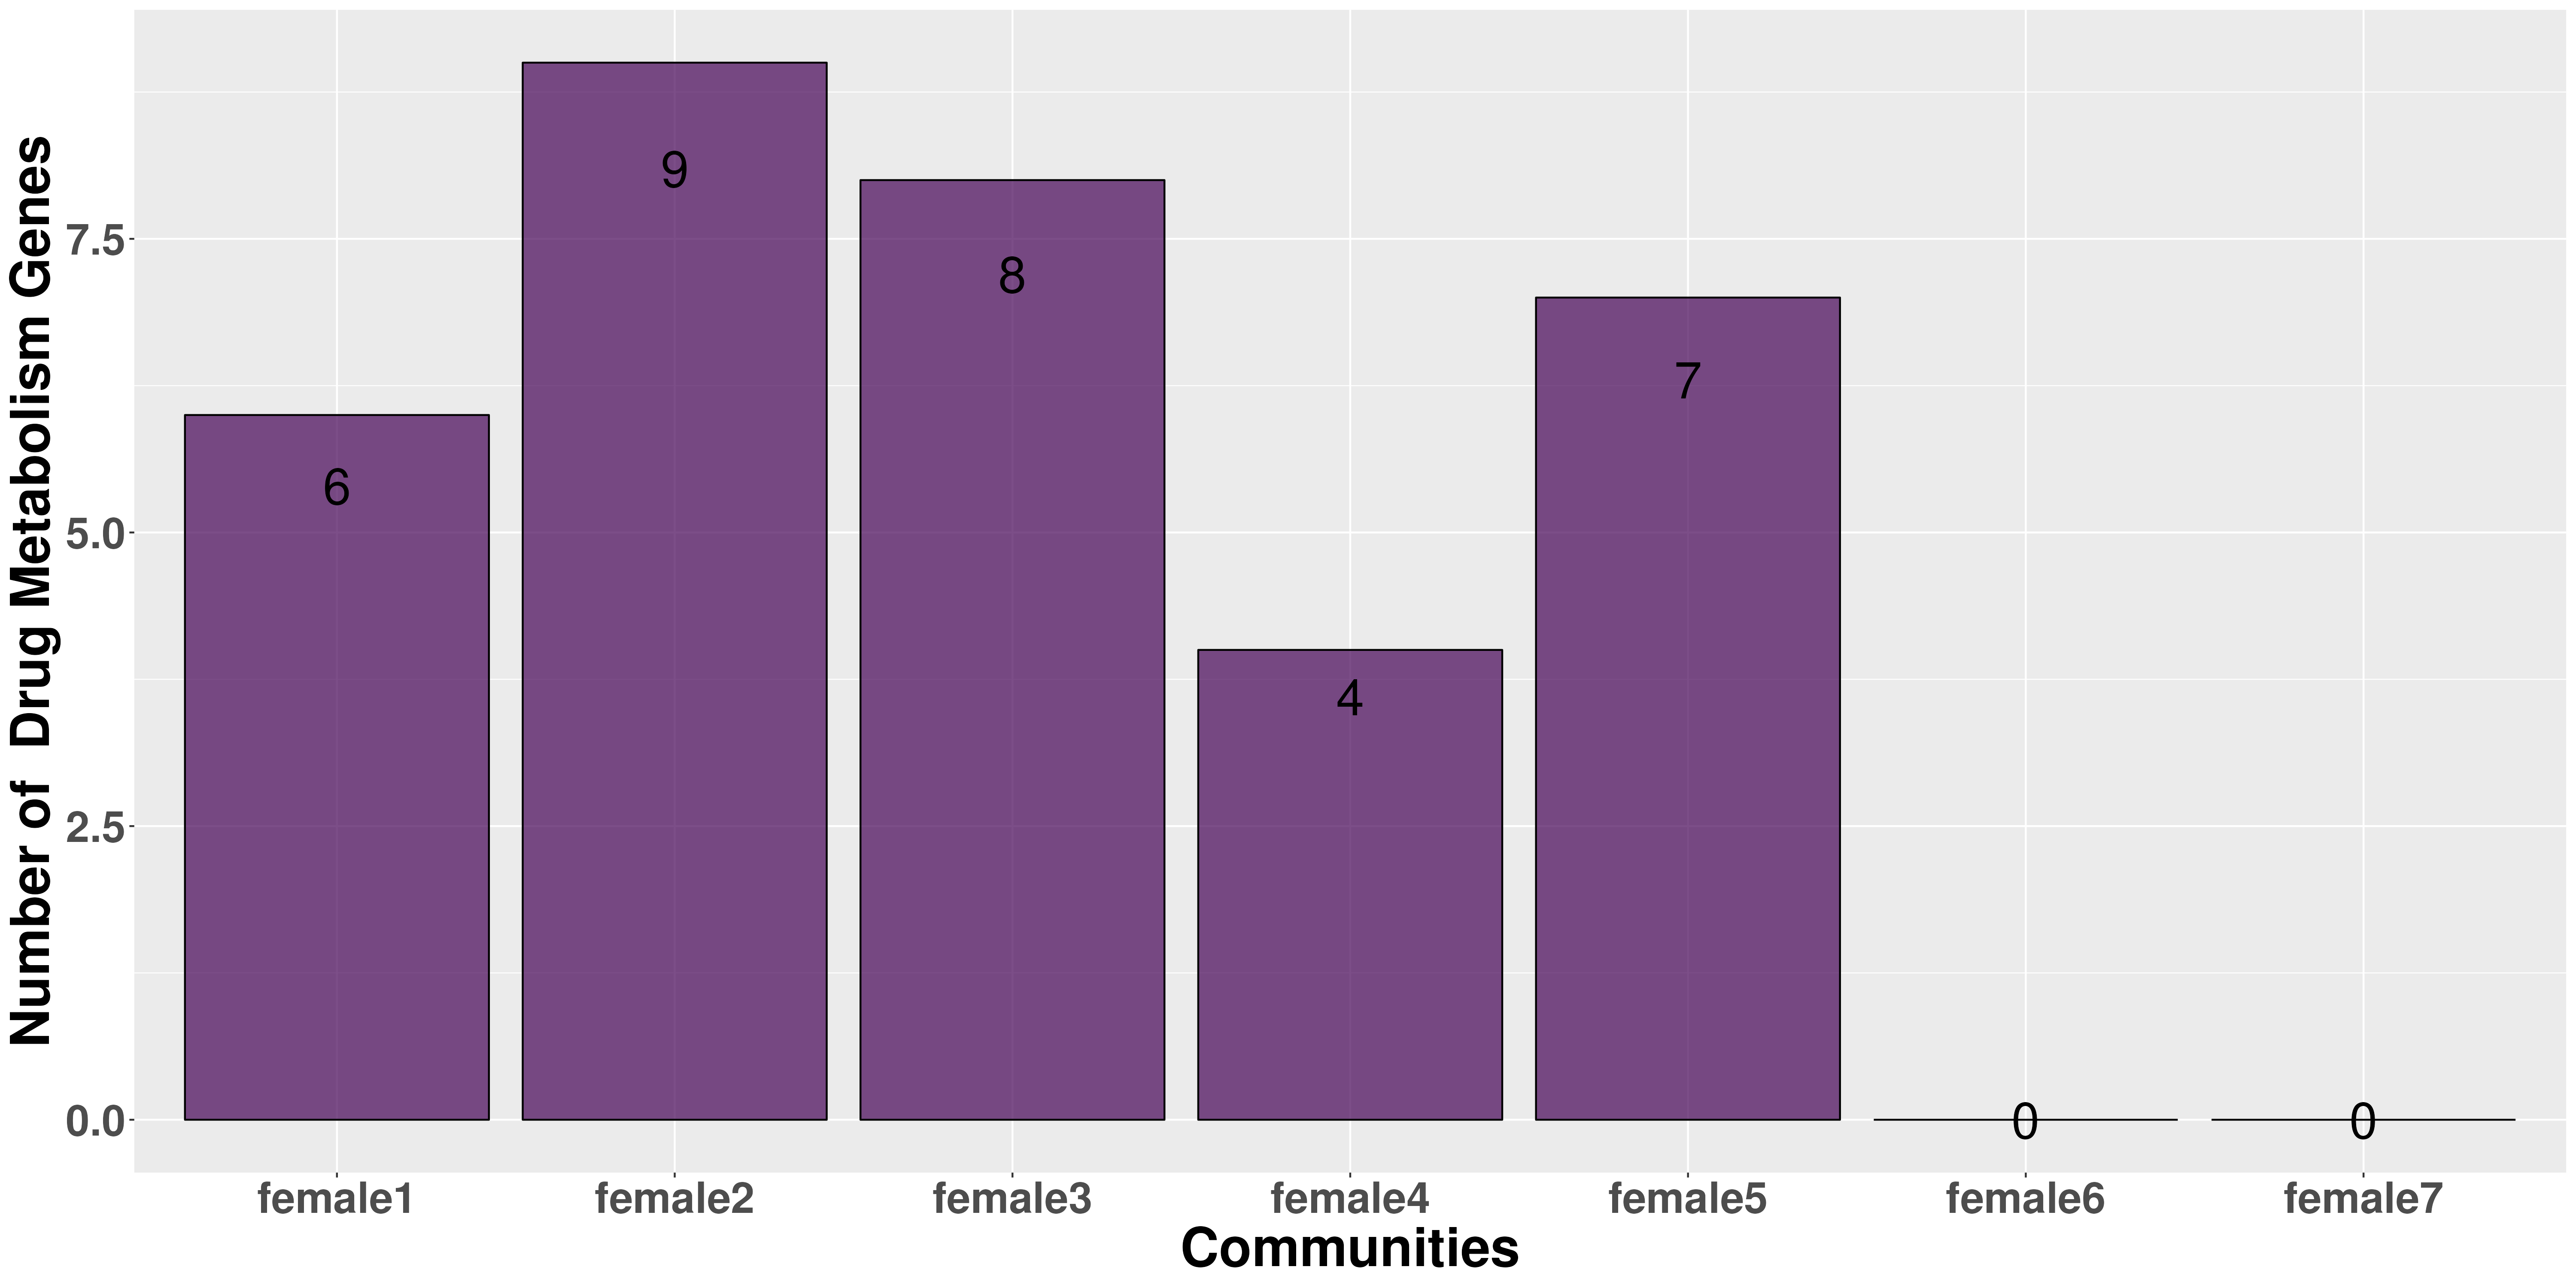 Number of  Drug Metabolism Genes
7.5
5.0
2.5
0.0
6
9
8
4
7
0
0
female1
female2
female3
female4
female5
female6
female7
Communities